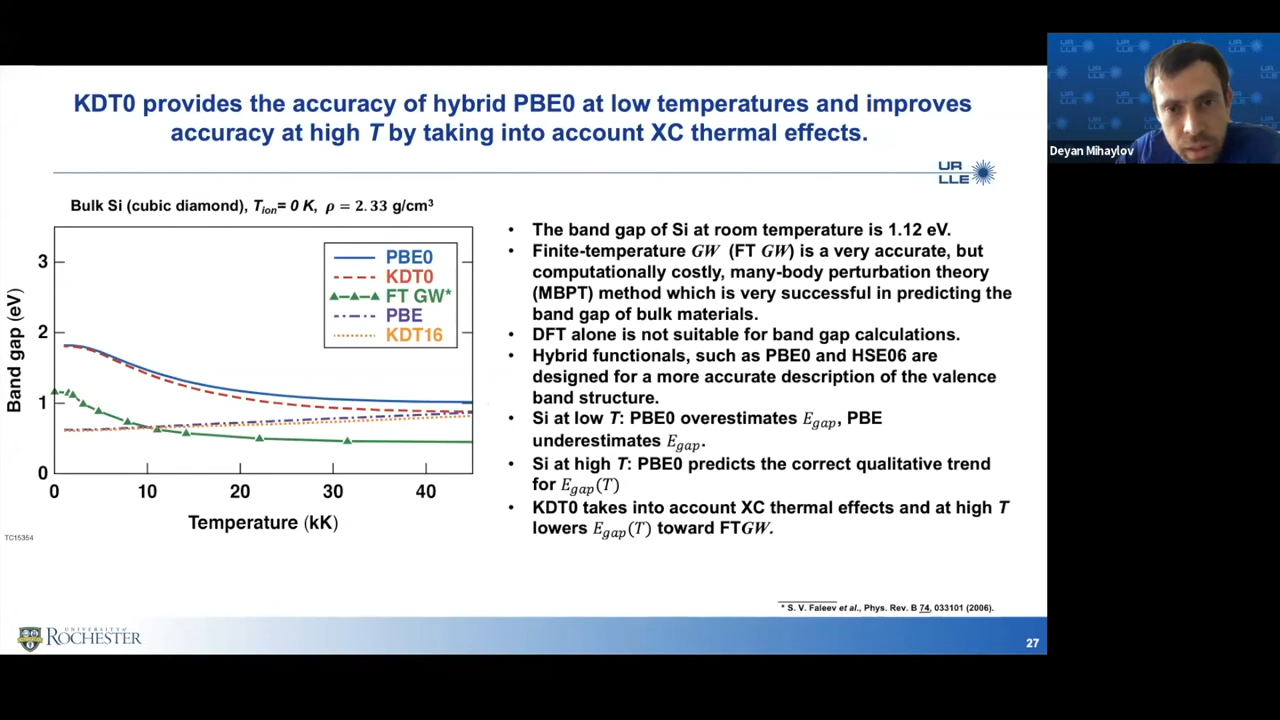 KDT0 provides the accuracy of hybrid PBE0 at low temperatures and improves
accuracy at high T by taking into account XC thermal effects.
UR
LLE
Deyan Mihaylov
Bulk Si (cubic diamond), T_ion= 0 K, ρ = 2.33 g/cm³
Band gap (eV)
3
2
1
0
PBE0
KDT0
FT GW*
PBE
KDT16
0 10 20 30 40
Temperature (kK)
TC15354
• The band gap of Si at room temperature is 1.12 eV.
• Finite-temperature GW (FT GW) is a very accurate, but
computationally costly, many-body perturbation theory
(MBPT) method which is very successful in predicting the
band gap of bulk materials.
• DFT alone is not suitable for band gap calculations.
• Hybrid functionals, such as PBE0 and HSE06 are
designed for a more accurate description of the valence
band structure.
• Si at low T: PBE0 overestimates E_gap, PBE
underestimates E_gap.
• Si at high T: PBE0 predicts the correct qualitative trend
for E_gap(T)
• KDT0 takes into account XC thermal effects and at high T
lowers E_gap(T) toward FTGW.
* S. V. Faleev et al., Phys. Rev. B 74, 033101 (2006).
UNIVERSITY of
ROCHESTER
27